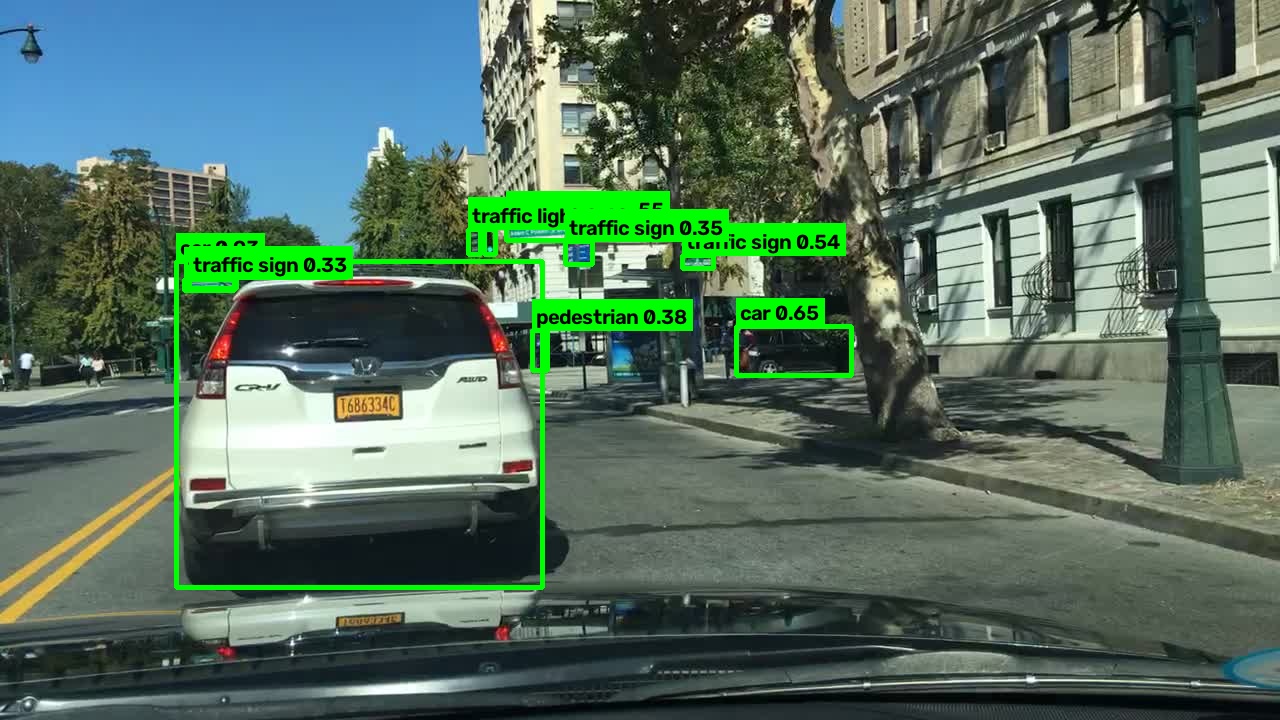 traffic sign 0.35
traffic sign 0.54
traffic sign 0.33
pedestrian 0.38
car 0.65
CR-V
AWD
T686334C